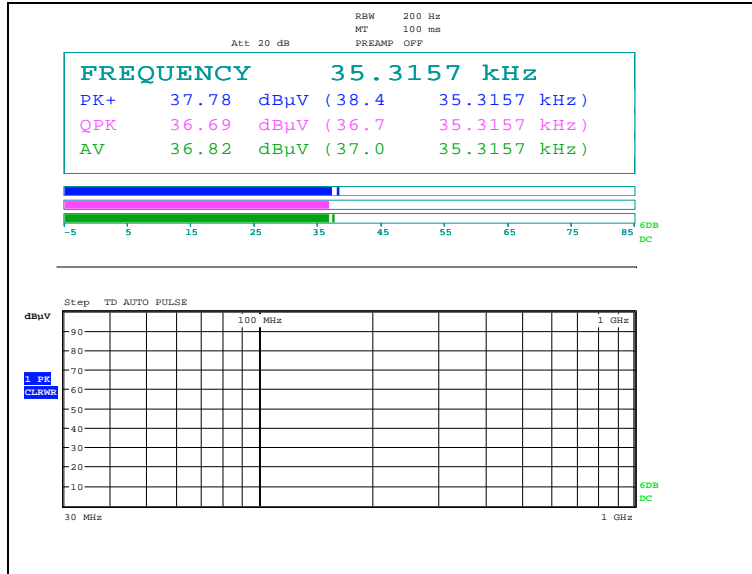 RBW 200 Hz
MT 100 ms
Att 20 dB PREAMP OFF
FREQUENCY 35.3157 kHz
PK+ 37.78 dBµV (38.4 35.3157 kHz)
QPK 36.69 dBµV (36.7 35.3157 kHz)
AV 36.82 dBµV (37.0 35.3157 kHz)
-5 5 15 25 35 45 55 65 75 85
6DB
DC
Step TD AUTO PULSE
dBµV
100 MHz 1 GHz
90
80
70
1 PK
CLRWR
60
50
40
30
20
10
6DB
DC
30 MHz 1 GHz